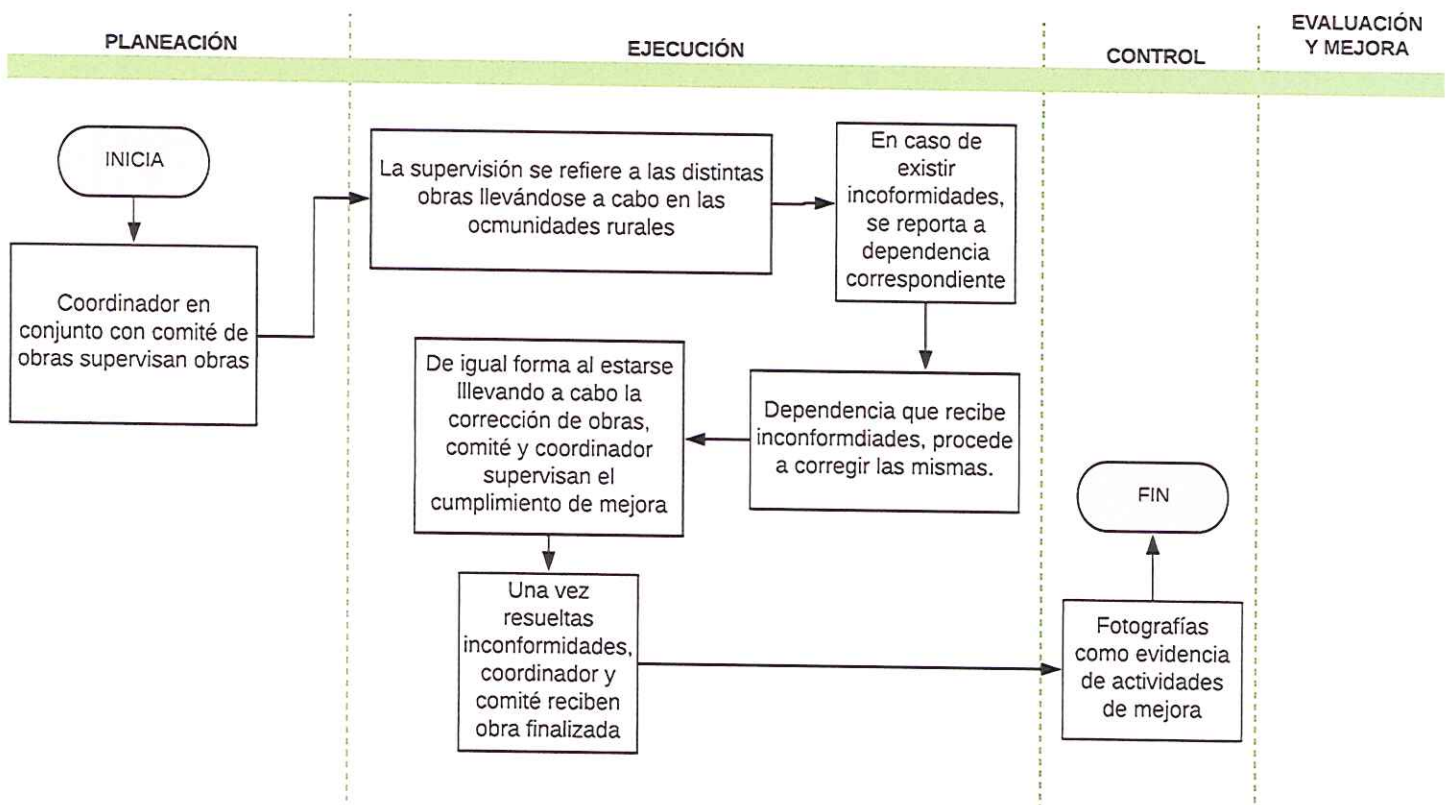 PLANEACIÓN
EJECUCIÓN
CONTROL
EVALUACIÓN
Y MEJORA
INICIA
Coordinador en
conjunto con comité de
obras supervisan obras
La supervisión se refiere a las distintas
obras llevándose a cabo en las
ocmunidades rurales
En caso de
existir
incoformidades,
se reporta a
dependencia
correspondiente
Dependencia que recibe
inconformdiades, procede
a corregir las mismas.
De igual forma al estarse
lllevando a cabo la
corrección de obras,
comité y coordinador
supervisan el
cumplimiento de mejora
Una vez
resueltas
inconformidades,
coordinador y
comité reciben
obra finalizada
Fotografías
como evidencia
de actividades
de mejora
FIN